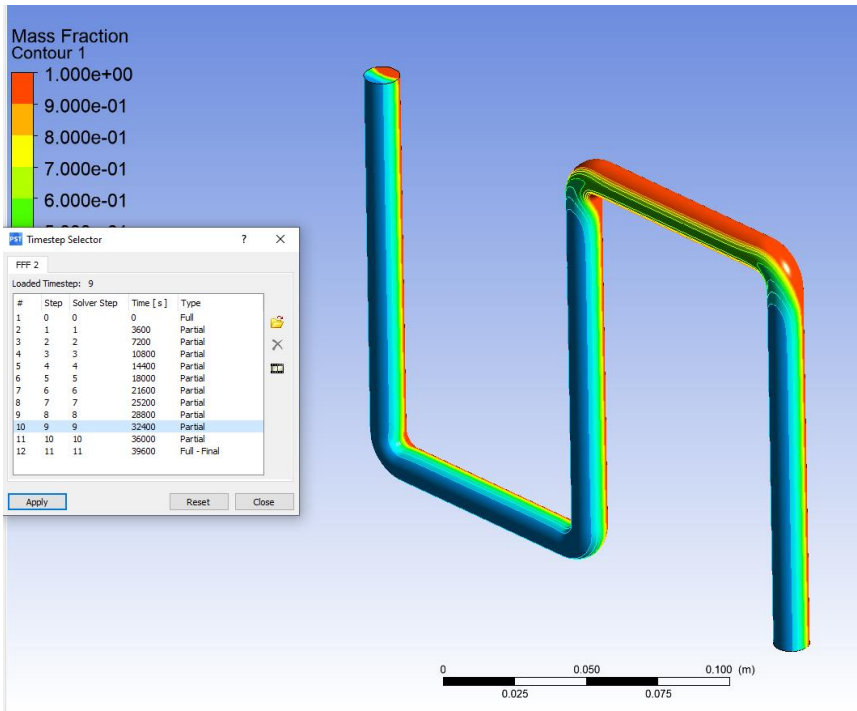 Mass Fraction
Contour 1
1.000e+00
9.000e-01
8.000e-01
7.000e-01
6.000e-01
PST Timestep Selector ? ×
FFF 2
Loaded Timestep: 9
# Step Solver Step Time [ s ] Type
1 0 0 0 Full
2 1 1 3600 Partial
3 2 2 7200 Partial
4 3 3 10800 Partial
5 4 4 14400 Partial
6 5 5 18000 Partial
7 6 6 21600 Partial
8 7 7 25200 Partial
9 8 8 28800 Partial
10 9 9 32400 Partial
11 10 10 36000 Partial
12 11 11 39600 Full - Final
Apply Reset Close
0 0.050 0.100 (m)
0.025 0.075